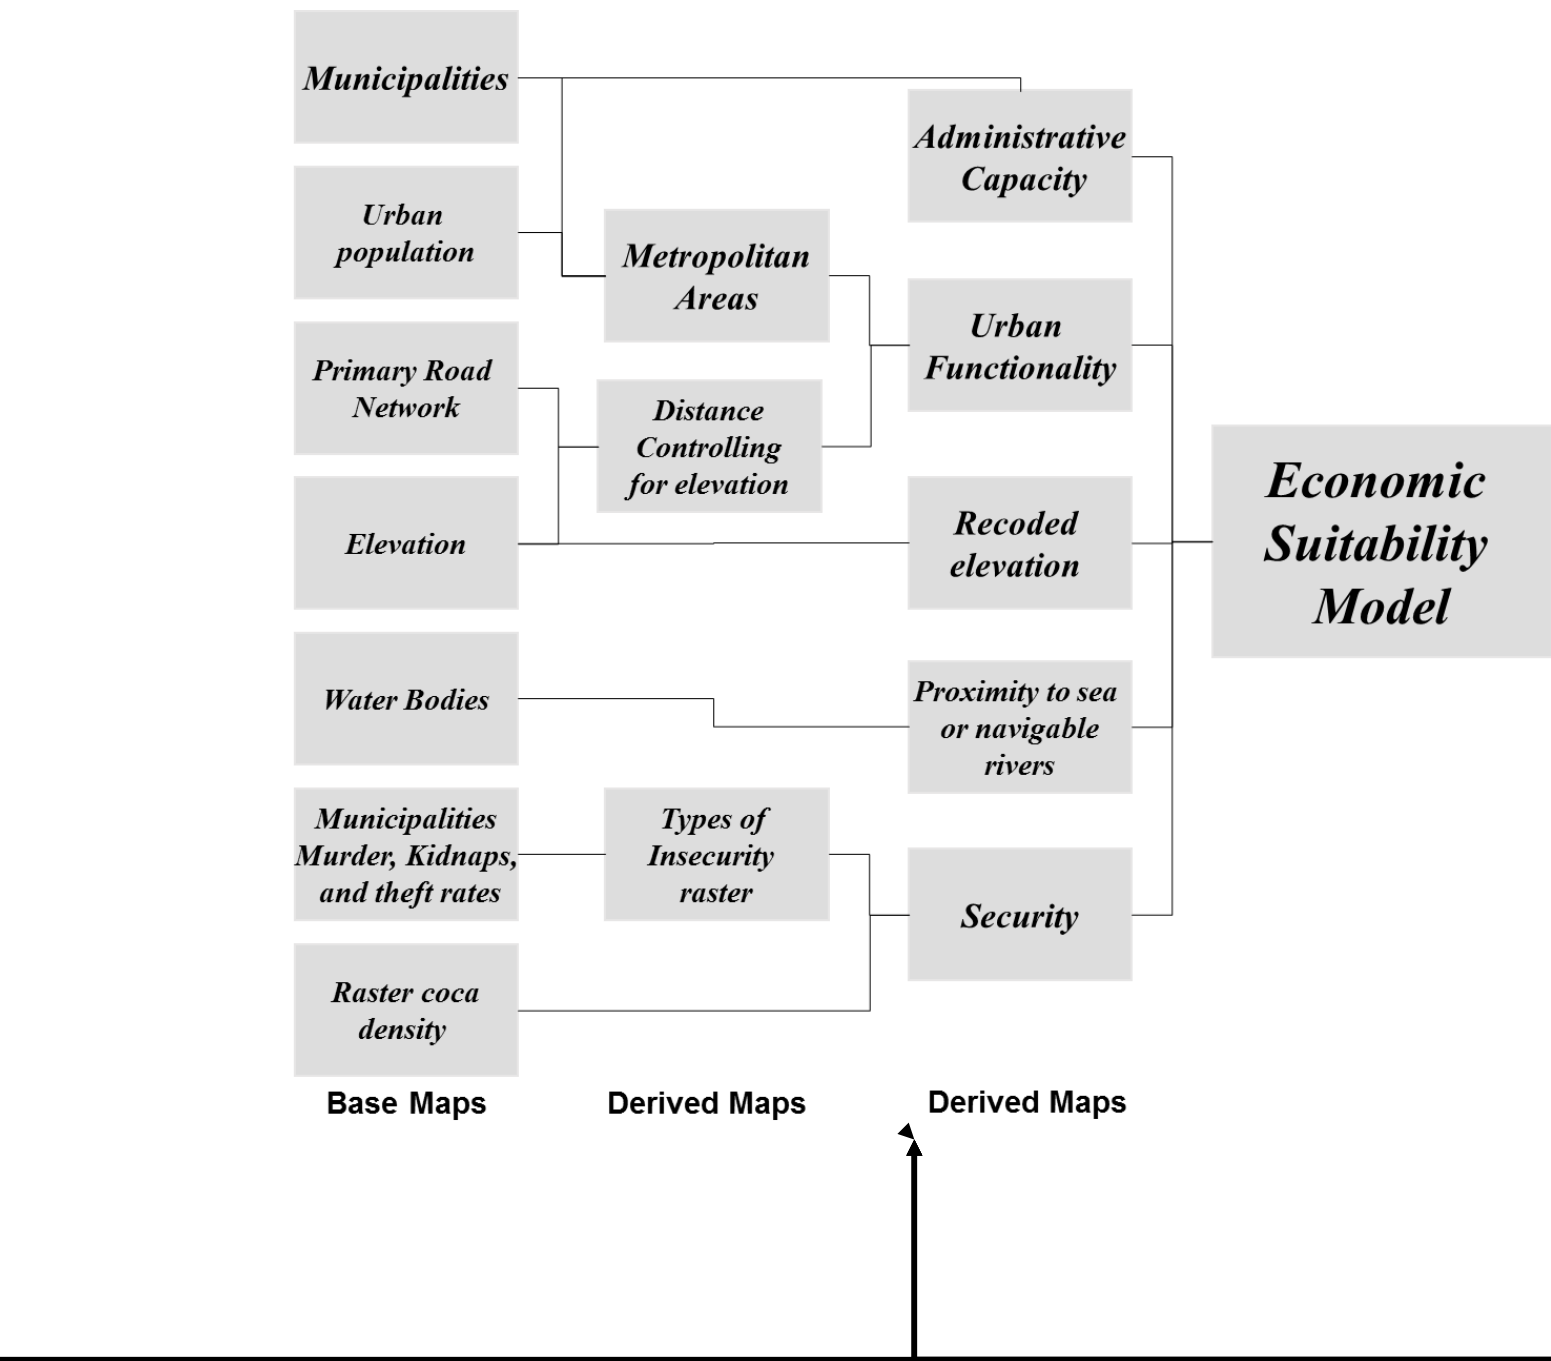 Municipalities
Urban
population
Primary Road
Network
Elevation
Water Bodies
Municipalities
Murder, Kidnaps,
and theft rates
Raster coca
density
Base Maps
Metropolitan
Areas
Distance
Controlling
for elevation
Types of
Insecurity
raster
Derived Maps
Administrative
Capacity
Urban
Functionality
Recoded
elevation
Proximity to sea
or navigable
rivers
Security
Derived Maps
Economic
Suitability
Model